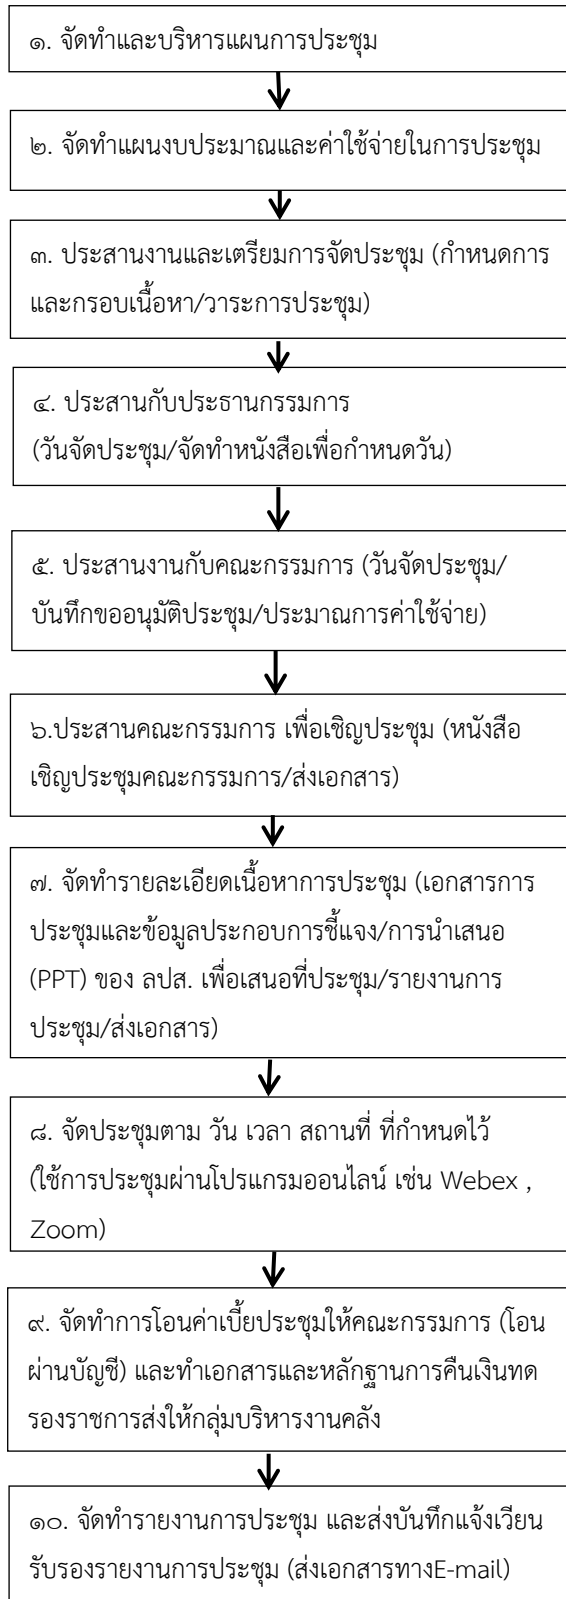 ๑. จัดทำและบริหารแผนการประชุม
๒. จัดทำแผนงบประมาณและค่าใช้จ่ายในการประชุม
๓. ประสานงานและเตรียมการจัดประชุม (กำหนดการ
และกรอบเนื้อหา/วาระการประชุม)
๔. ประสานกับประธานกรรมการ
(วันจัดประชุม/จัดทำหนังสือเพื่อกำหนดวัน)
๕. ประสานงานกับคณะกรรมการ (วันจัดประชุม/
บันทึกขออนุมัติประชุม/ประมาณการค่าใช้จ่าย)
๖.ประสานคณะกรรมการ เพื่อเชิญประชุม (หนังสือ
เชิญประชุมคณะกรรมการ/ส่งเอกสาร)
๗. จัดทำรายละเอียดเนื้อหาการประชุม (เอกสารการ
ประชุมและข้อมูลประกอบการชี้แจง/การนำเสนอ
(PPT) ของ ลปส. เพื่อเสนอที่ประชุม/รายงานการ
ประชุม/ส่งเอกสาร)
๘. จัดประชุมตาม วัน เวลา สถานที่ ที่กำหนดไว้
(ใช้การประชุมผ่านโปรแกรมออนไลน์ เช่น Webex ,
Zoom)
๙. จัดทำการโอนค่าเบี้ยประชุมให้คณะกรรมการ (โอน
ผ่านบัญชี) และทำเอกสารและหลักฐานการคืนเงินทด
รองราชการส่งให้กลุ่มบริหารงานคลัง
๑๐. จัดทำรายงานการประชุม และส่งบันทึกแจ้งเวียน
รับรองรายงานการประชุม (ส่งเอกสารทางE-mail)